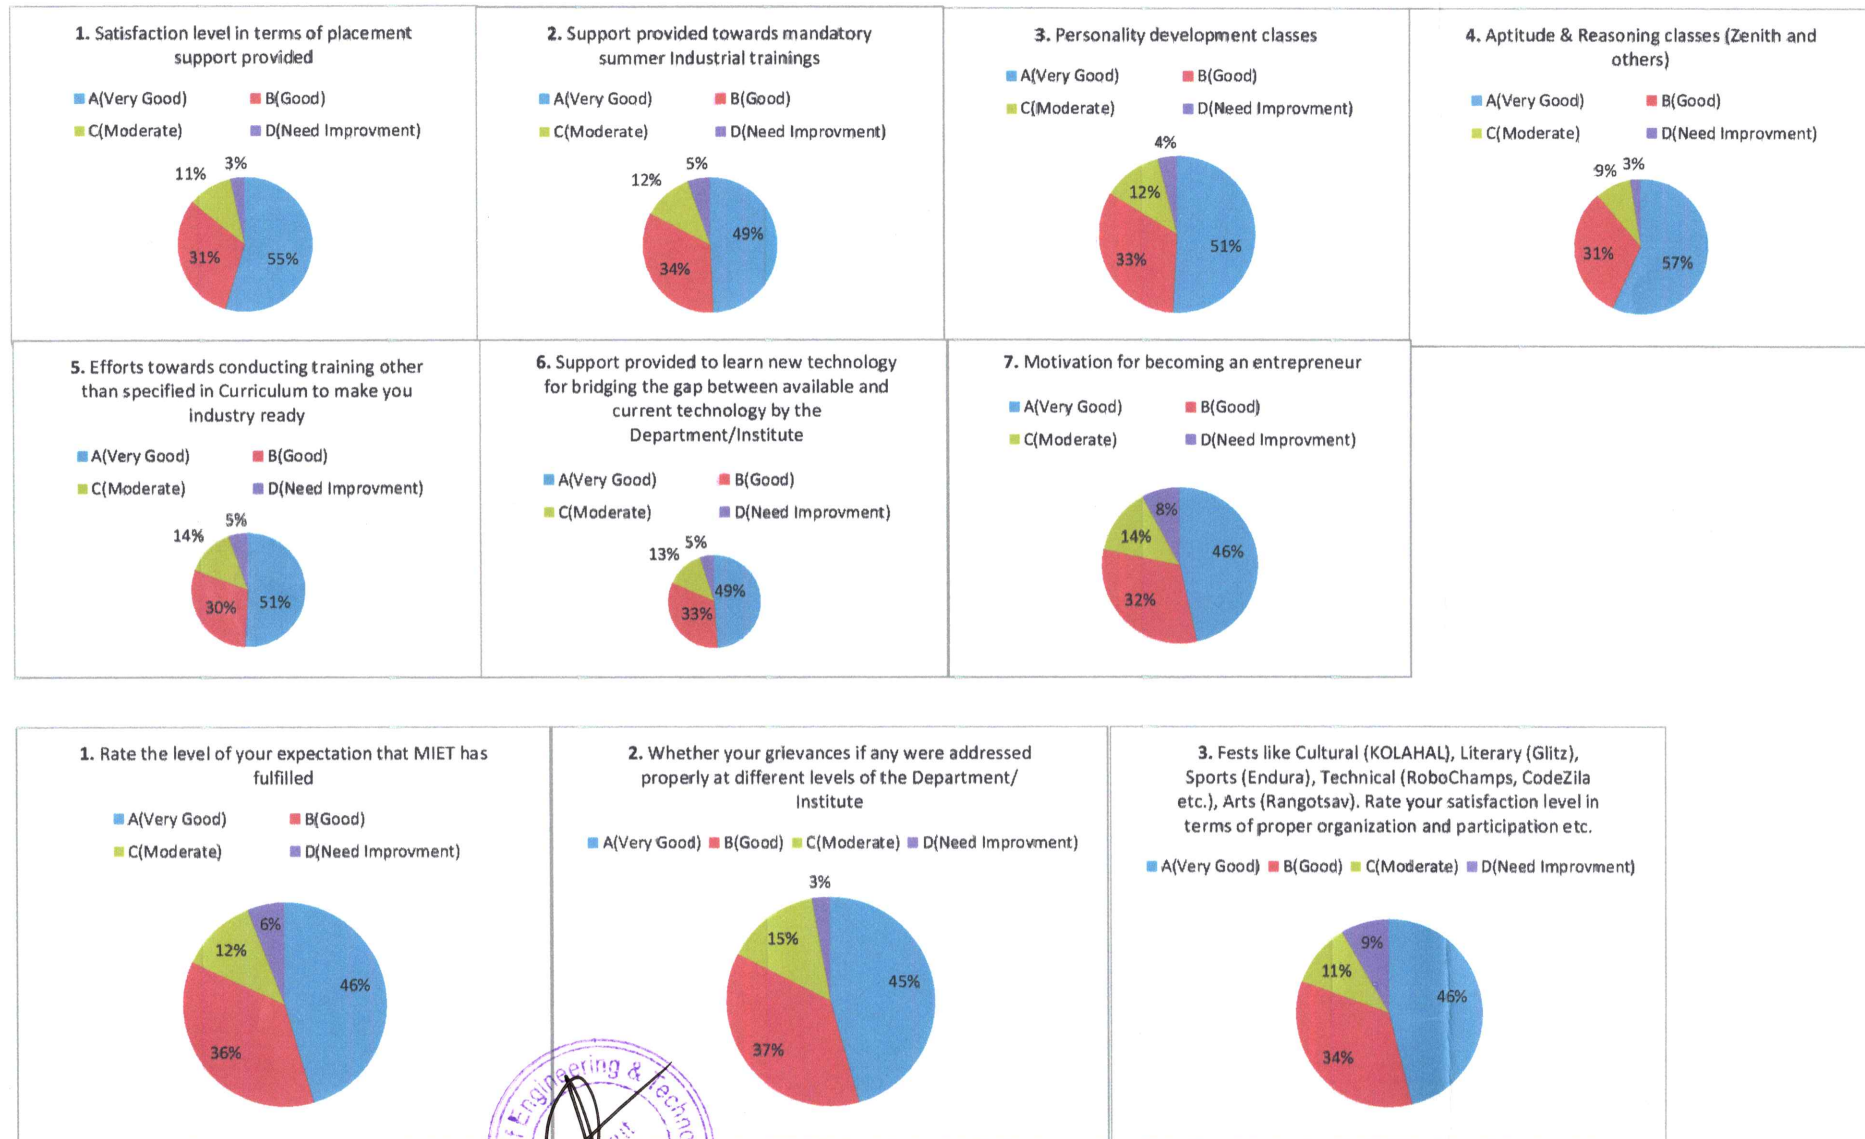 1. Satisfaction level in terms of placement
support provided
A(Very Good) B(Good)
C(Moderate) D(Need Improvment)
11% 3%
31% 55%
2. Support provided towards mandatory
summer Industrial trainings
A(Very Good) B(Good)
C(Moderate) D(Need Improvment)
12% 5%
49%
34%
3. Personality development classes
A(Very Good) B(Good)
C(Moderate) D(Need Improvment)
4%
12%
51%
33%
4. Aptitude & Reasoning classes (Zenith and
others)
A(Very Good) B(Good)
C(Moderate) D(Need Improvment)
9% 3%
31% 57%
5. Efforts towards conducting training other
than specified in Curriculum to make you
industry ready
A(Very Good) B(Good)
C(Moderate) D(Need Improvment)
14% 5%
30% 51%
6. Support provided to learn new technology
for bridging the gap between available and
current technology by the
Department/Institute
A(Very Good) B(Good)
C(Moderate) D(Need Improvment)
13% 5%
49%
33%
7. Motivation for becoming an entrepreneur
A(Very Good) B(Good)
C(Moderate) D(Need Improvment)
8%
14% 46%
32%
1. Rate the level of your expectation that MIET has
fulfilled
A(Very Good) B(Good)
C(Moderate) D(Need Improvment)
6%
12%
46%
36%
2. Whether your grievances if any were addressed
properly at different levels of the Department/
Institute
A(Very Good) B(Good) C(Moderate) D(Need Improvment)
3%
15%
45%
37%
3. Fests like Cultural (KOLAHAL), Literary (Glitz),
Sports (Endura), Technical (RoboChamps, CodeZila
etc.), Arts (Rangotsav). Rate your satisfaction level in
terms of proper organization and participation etc.
A(Very Good) B(Good) C(Moderate) D(Need Improvment)
9%
11%
46%
34%
Engineering & Techno